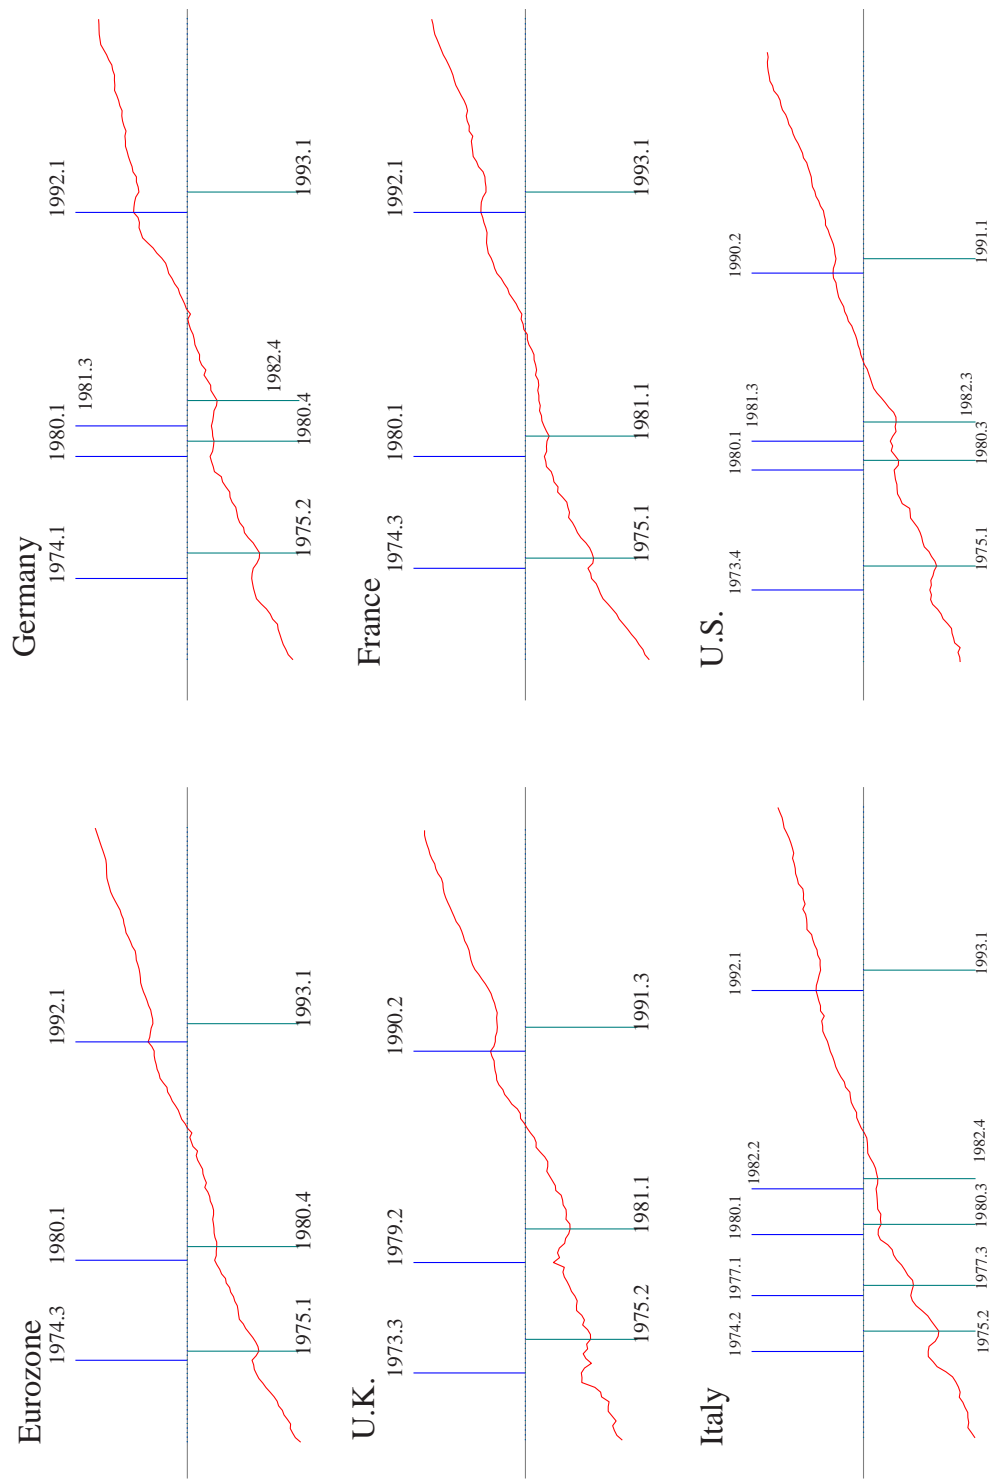 Eurozone
1974.3 1980.1 1992.1
1975.1 1980.4 1993.1
Germany
1974.1 1980.1 1981.3 1992.1
1975.2 1980.4 1982.4 1993.1
U.K.
1973.3 1979.2 1990.2
1975.2 1981.1 1991.3
France
1974.3 1980.1 1992.1
1975.1 1981.1 1993.1
Italy
1974.2 1977.1 1980.1 1982.2 1992.1
1975.2 1977.3 1980.3 1982.4 1993.1
U.S.
1973.4 1980.1 1981.3 1990.2
1975.1 1980.3 1982.3 1991.1